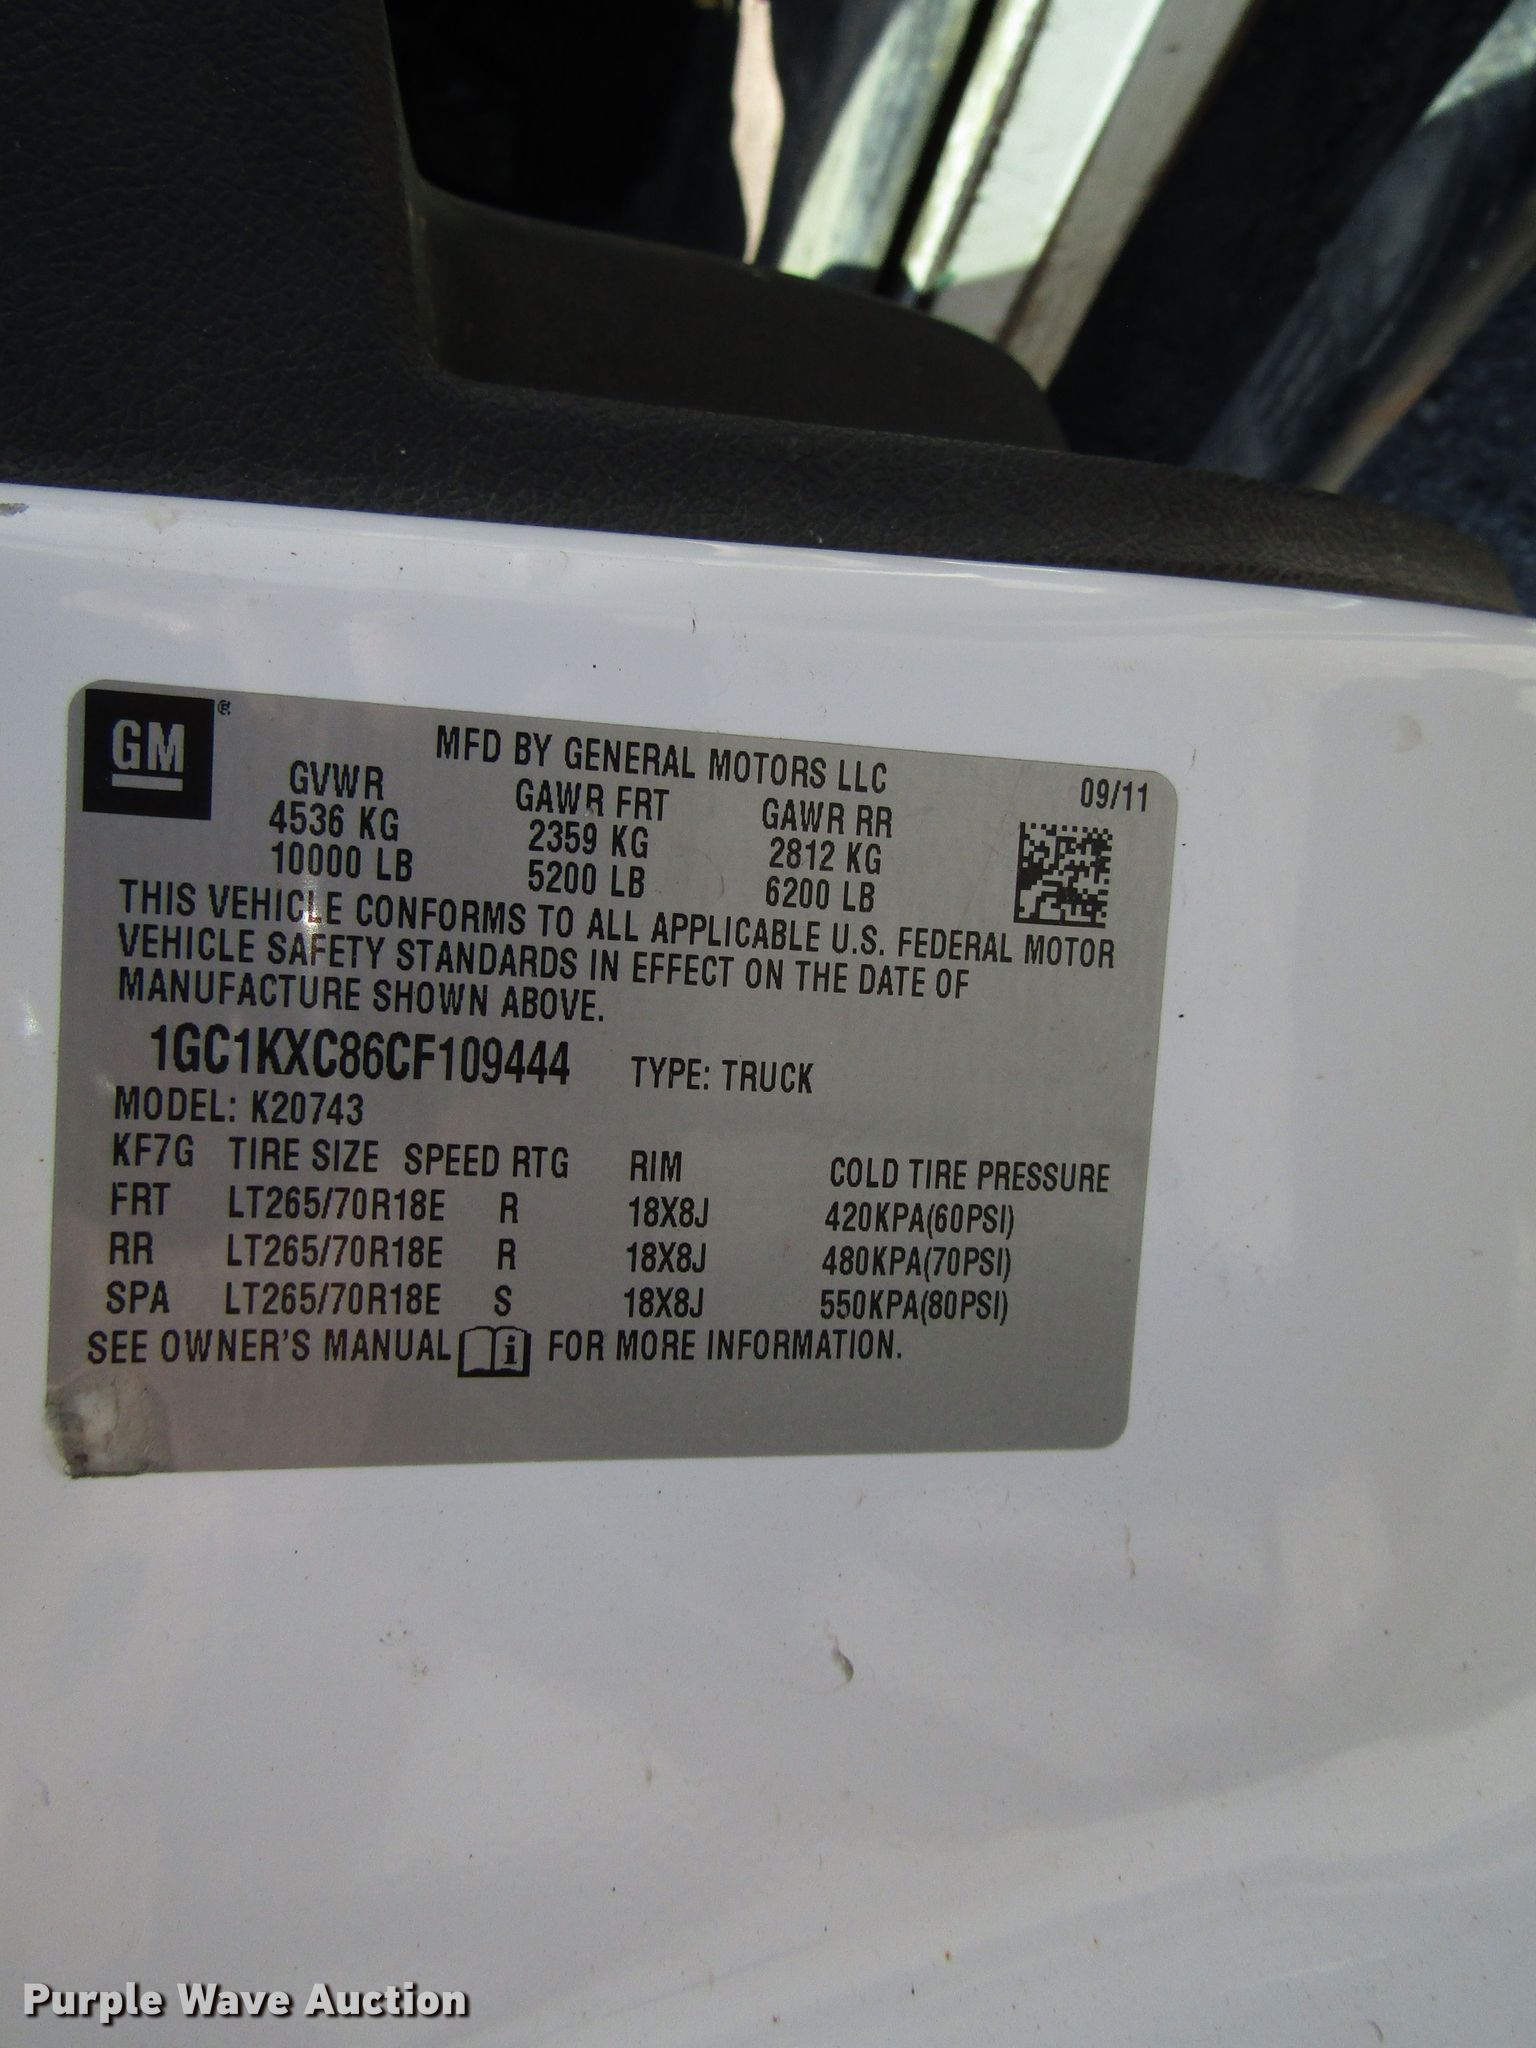 GM®
MFD BY GENERAL MOTORS LLC 09/11
GVWR GAWR FRT GAWR RR
4536 KG 2359 KG 2812 KG
10000 LB 5200 LB 6200 LB
THIS VEHICLE CONFORMS TO ALL APPLICABLE U.S. FEDERAL MOTOR
VEHICLE SAFETY STANDARDS IN EFFECT ON THE DATE OF
MANUFACTURE SHOWN ABOVE.
1GC1KXC86CF109444 TYPE: TRUCK
MODEL: K20743
KF7G TIRE SIZE SPEED RTG RIM COLD TIRE PRESSURE
FRT LT265/70R18E R 18X8J 420KPA(60PSI)
RR LT265/70R18E R 18X8J 480KPA(70PSI)
SPA LT265/70R18E S 18X8J 550KPA(80PSI)
SEE OWNER'S MANUAL i FOR MORE INFORMATION.
Purple Wave Auction